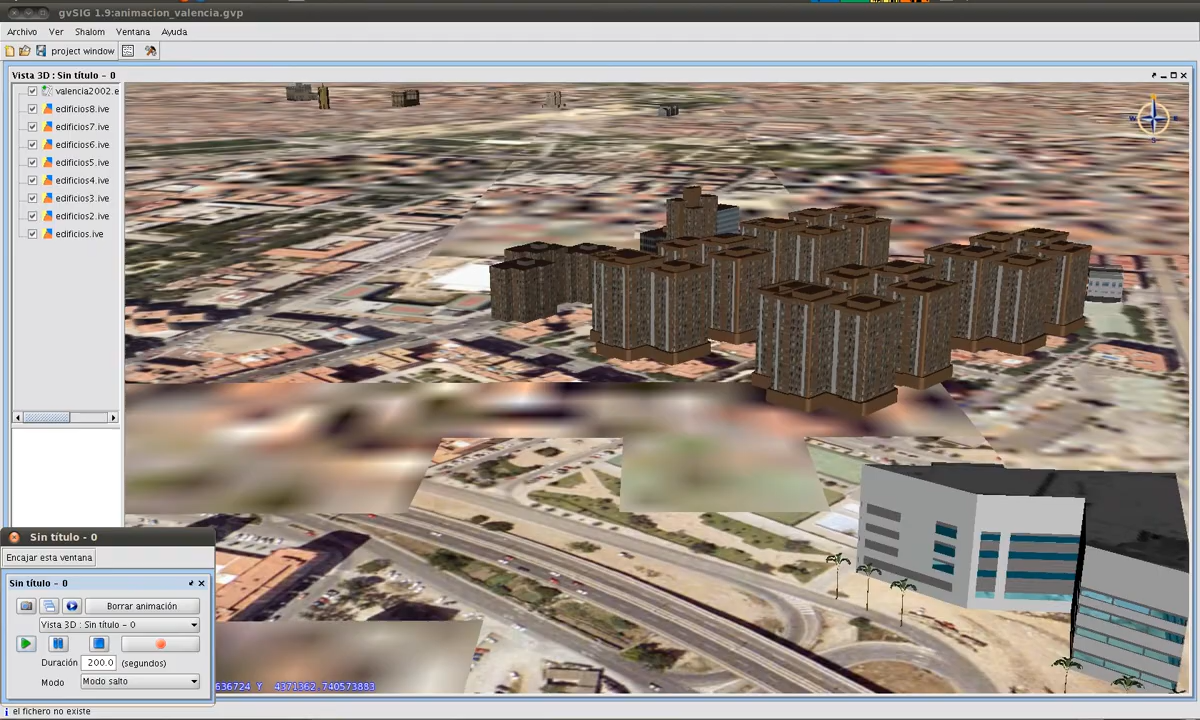 gvSIG 1.9:animacion_valencia.gvp
Archivo Ver Shalom Ventana Ayuda
project window
Vista 3D : Sin título - 0
valencia2002.e
edificios8.ive
edificios7.ive
edificios6.ive
edificios5.ive
edificios4.ive
edificios3.ive
edificios2.ive
edificios.ive
Sin título - 0
Encajar esta ventana
Sin título - 0
Borrar animación
Vista 3D : Sin título - 0
Duración 200.0 (segundos)
Modo Modo salto
636724 Y 4371362.740573883
el fichero no existe